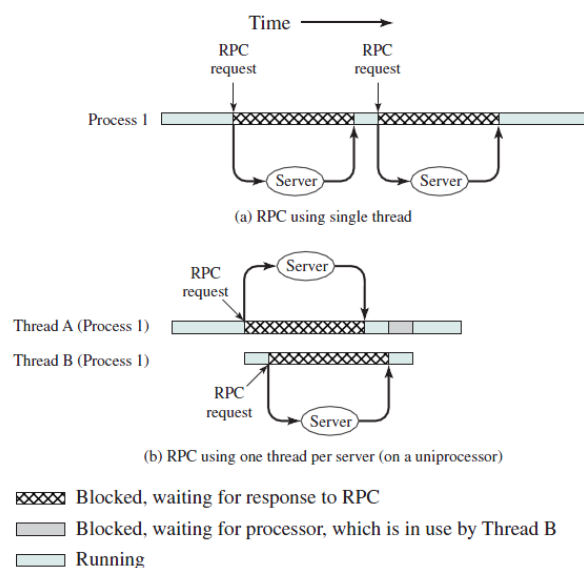 Time
RPC
request
RPC
request
Process 1
Server
Server
(a) RPC using single thread
Server
RPC
request
Thread A (Process 1)
Thread B (Process 1)
RPC
request
Server
(b) RPC using one thread per server (on a uniprocessor)
Blocked, waiting for response to RPC
Blocked, waiting for processor, which is in use by Thread B
Running